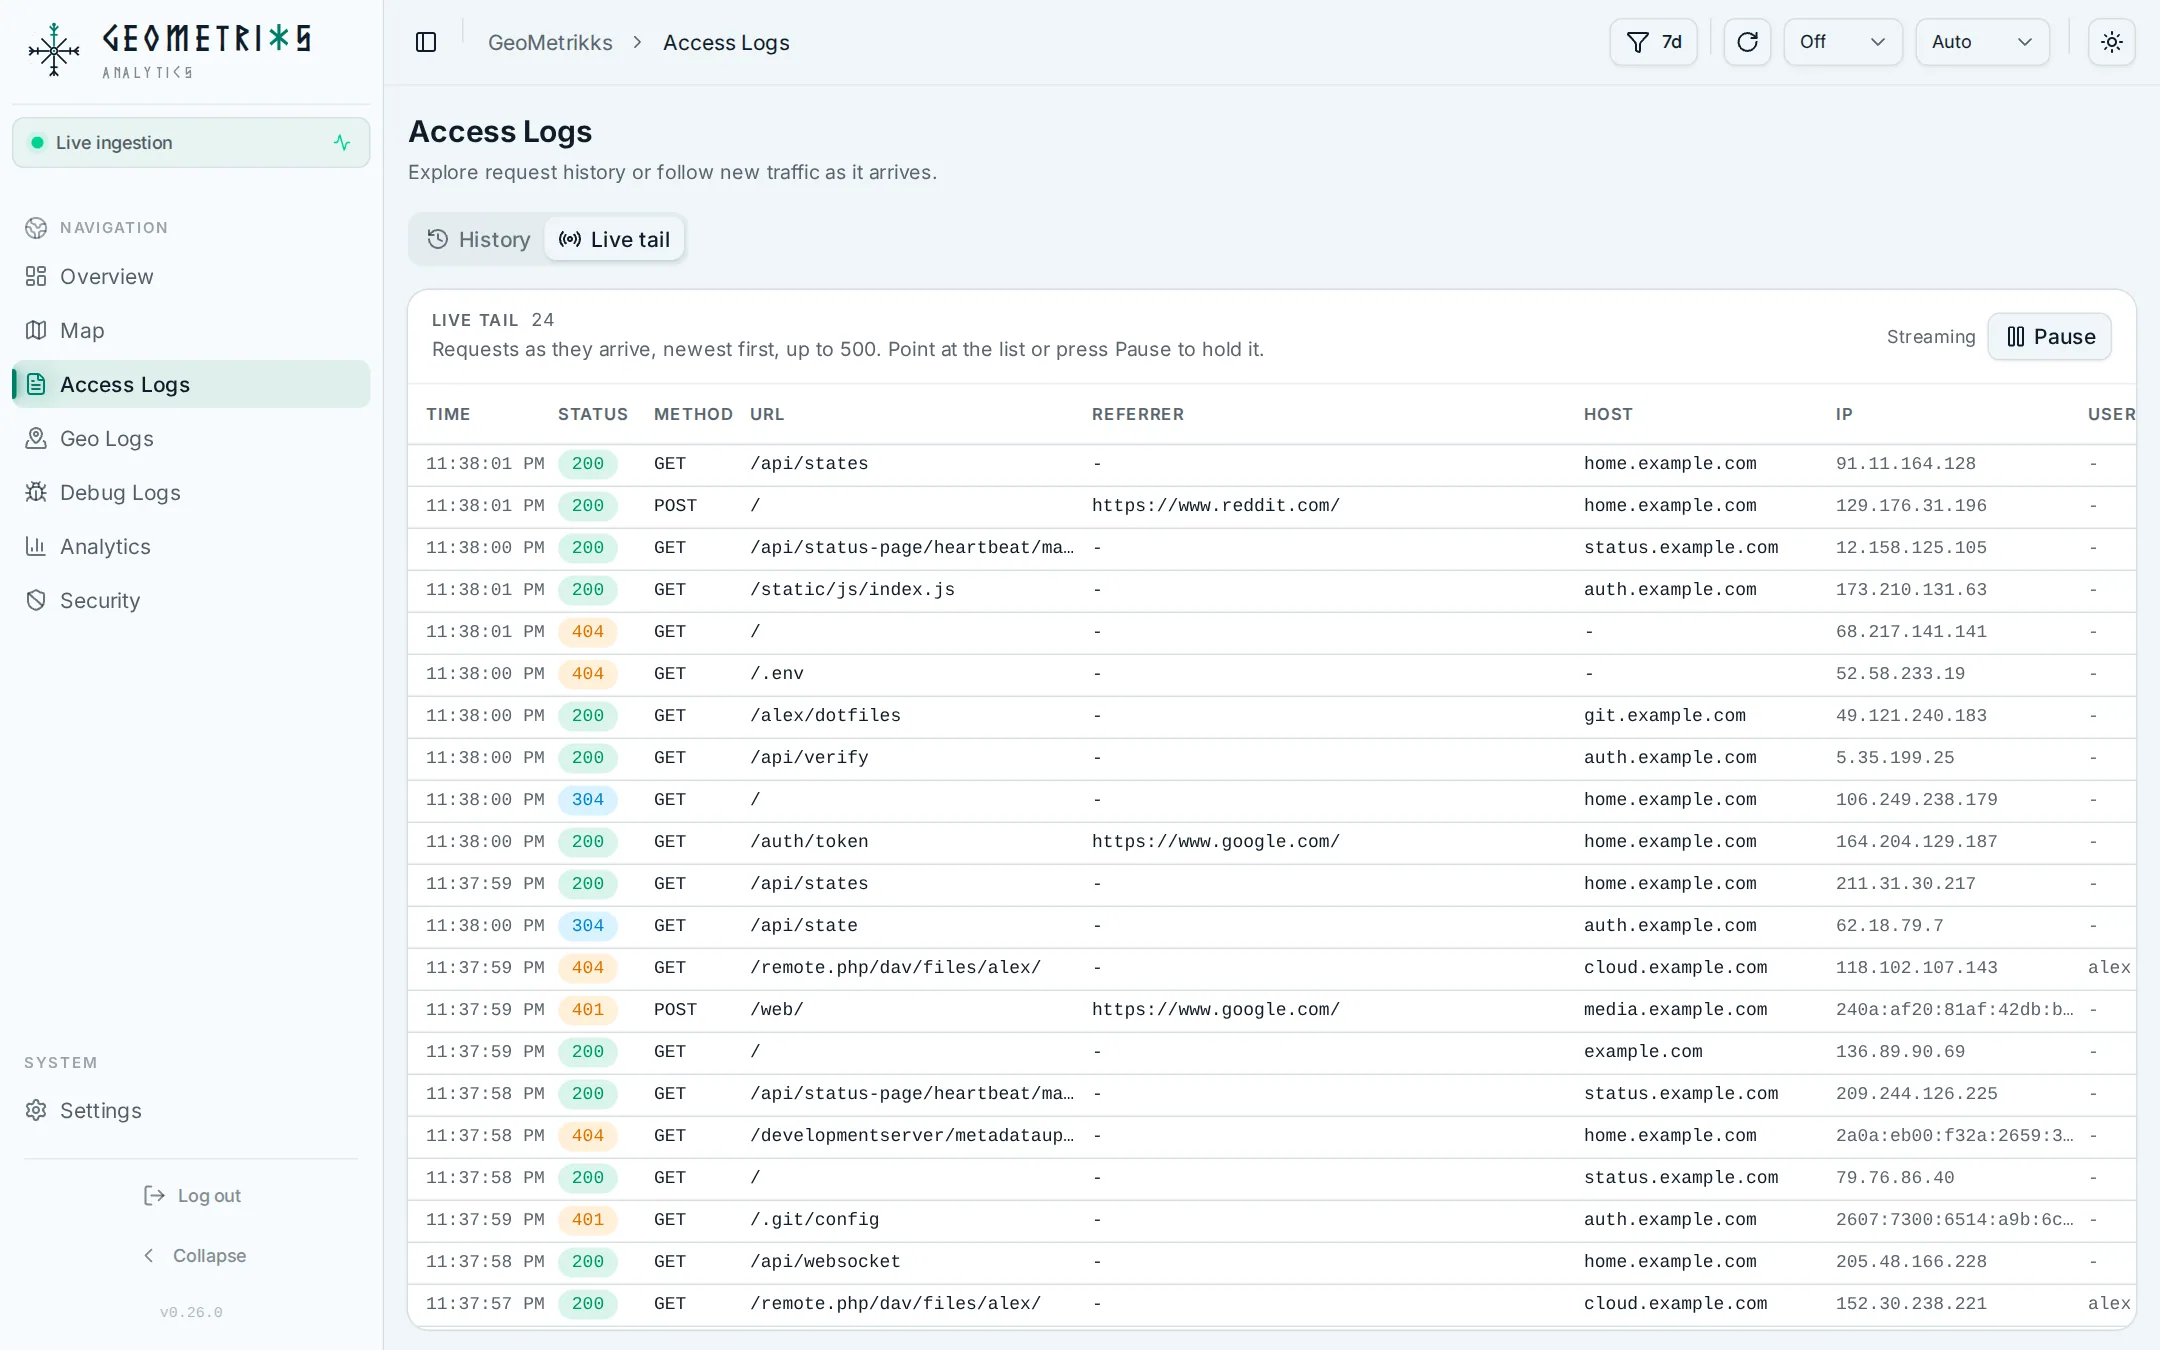 GEOMETRIKS
ANALYTICS
Live ingestion
NAVIGATION
Overview
Map
Access Logs
Geo Logs
Debug Logs
Analytics
Security
SYSTEM
Settings
Log out
Collapse
v0.26.0
GeoMetrikks > Access Logs
7d
Off
Auto
Access Logs
Explore request history or follow new traffic as it arrives.
History
Live tail
LIVE TAIL 24
Requests as they arrive, newest first, up to 500. Point at the list or press Pause to hold it.
Streaming
Pause
TIME STATUS METHOD URL REFERRER HOST IP USER
11:38:01 PM 200 GET /api/states - home.example.com 91.11.164.128 -
11:38:01 PM 200 POST / https://www.reddit.com/ home.example.com 129.176.31.196 -
11:38:00 PM 200 GET /api/status-page/heartbeat/ma… - status.example.com 12.158.125.105 -
11:38:01 PM 200 GET /static/js/index.js - auth.example.com 173.210.131.63 -
11:38:01 PM 404 GET / - - 68.217.141.141 -
11:38:00 PM 404 GET /.env - - 52.58.233.19 -
11:38:00 PM 200 GET /alex/dotfiles - git.example.com 49.121.240.183 -
11:38:00 PM 200 GET /api/verify - auth.example.com 5.35.199.25 -
11:38:00 PM 304 GET / - home.example.com 106.249.238.179 -
11:38:00 PM 200 GET /auth/token https://www.google.com/ home.example.com 164.204.129.187 -
11:37:59 PM 200 GET /api/states - home.example.com 211.31.30.217 -
11:38:00 PM 304 GET /api/state - auth.example.com 62.18.79.7 -
11:37:59 PM 404 GET /remote.php/dav/files/alex/ - cloud.example.com 118.102.107.143 alex
11:37:59 PM 401 POST /web/ https://www.google.com/ media.example.com 240a:af20:81af:42db:b… -
11:37:59 PM 200 GET / - example.com 136.89.90.69 -
11:37:58 PM 200 GET /api/status-page/heartbeat/ma… - status.example.com 209.244.126.225 -
11:37:58 PM 404 GET /developmentserver/metadataup… - home.example.com 2a0a:eb00:f32a:2659:3… -
11:37:58 PM 200 GET / - status.example.com 79.76.86.40 -
11:37:59 PM 401 GET /.git/config - auth.example.com 2607:7300:6514:a9b:6c… -
11:37:58 PM 200 GET /api/websocket - home.example.com 205.48.166.228 -
11:37:57 PM 200 GET /remote.php/dav/files/alex/ - cloud.example.com 152.30.238.221 alex